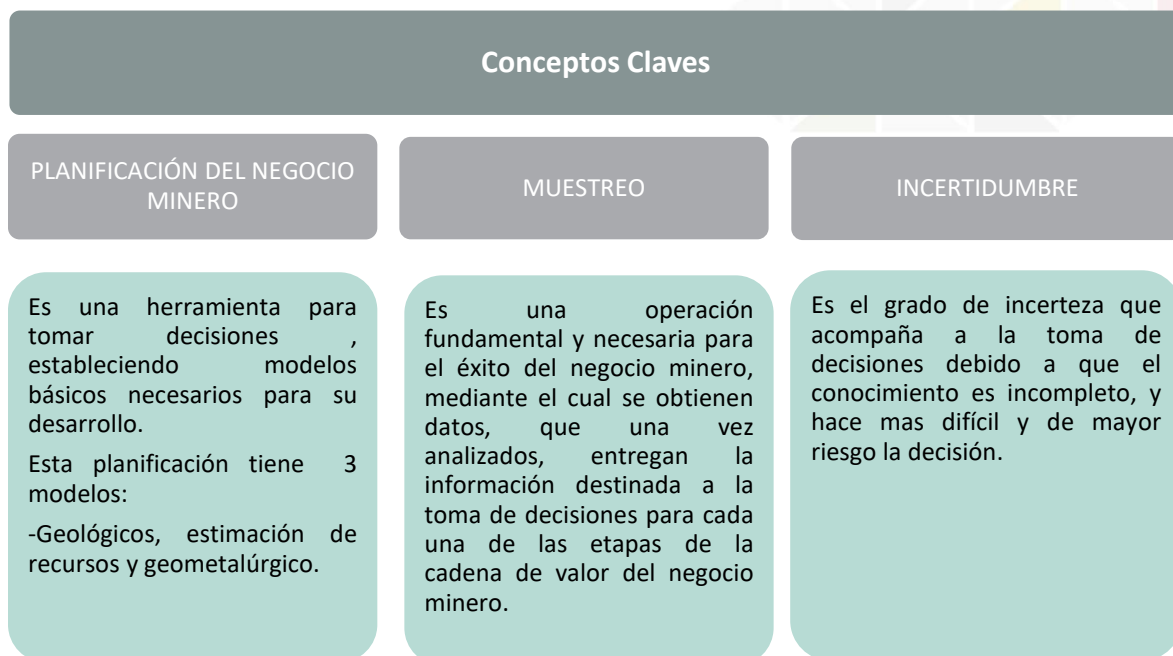 Conceptos Claves
PLANIFICACIÓN DEL NEGOCIO
MINERO
MUESTREO
INCERTIDUMBRE
Es una herramienta para
tomar decisiones ,
estableciendo modelos
básicos necesarios para su
desarrollo.
Esta planificación tiene 3
modelos:
-Geológicos, estimación de
recursos y geometalúrgico.
Es una operación
fundamental y necesaria para
el éxito del negocio minero,
mediante el cual se obtienen
datos, que una vez
analizados, entregan la
información destinada a la
toma de decisiones para cada
una de las etapas de la
cadena de valor del negocio
minero.
Es el grado de incerteza que
acompaña a la toma de
decisiones debido a que el
conocimiento es incompleto, y
hace mas difícil y de mayor
riesgo la decisión.